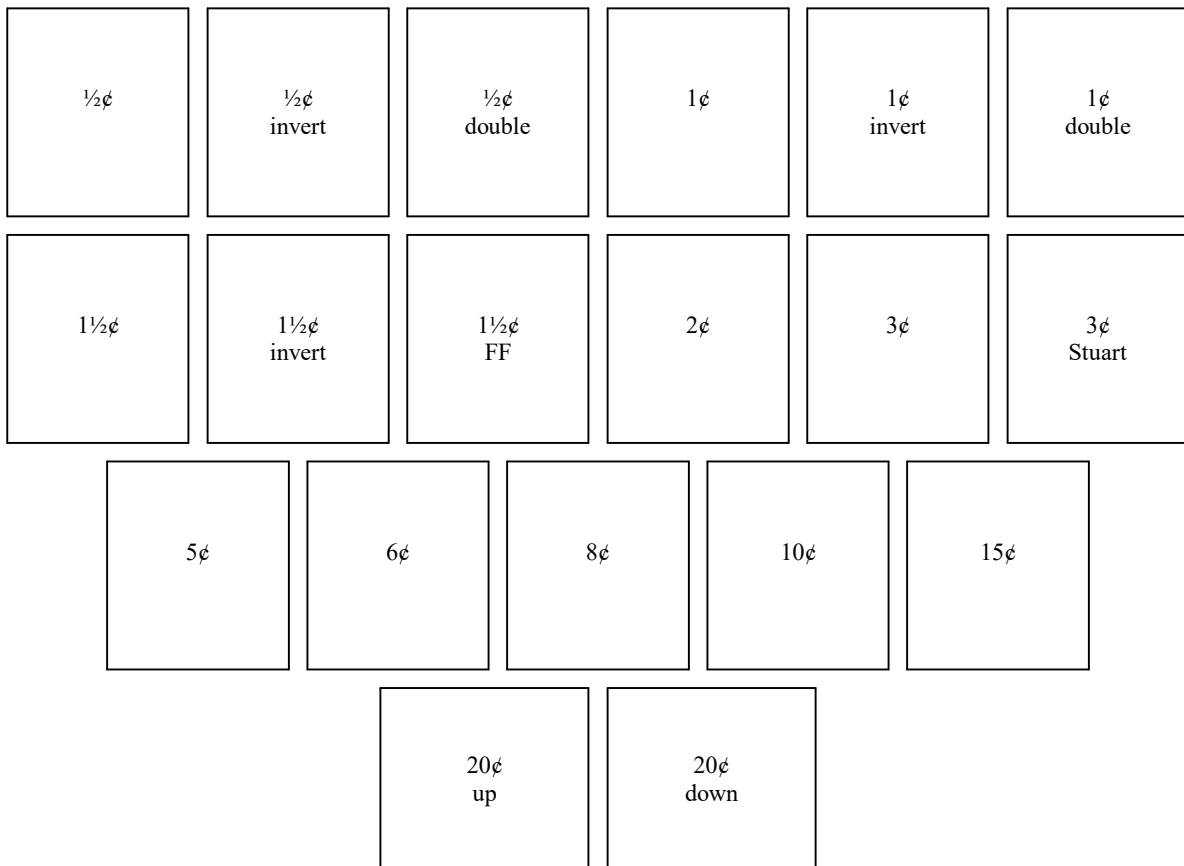 ½¢ ½¢ ½¢ 1¢ 1¢ 1¢
invert double invert double
1½¢ 1½¢ 1½¢ 2¢ 3¢ 3¢
invert FF Stuart
5¢ 6¢ 8¢ 10¢ 15¢
20¢ 20¢
up down